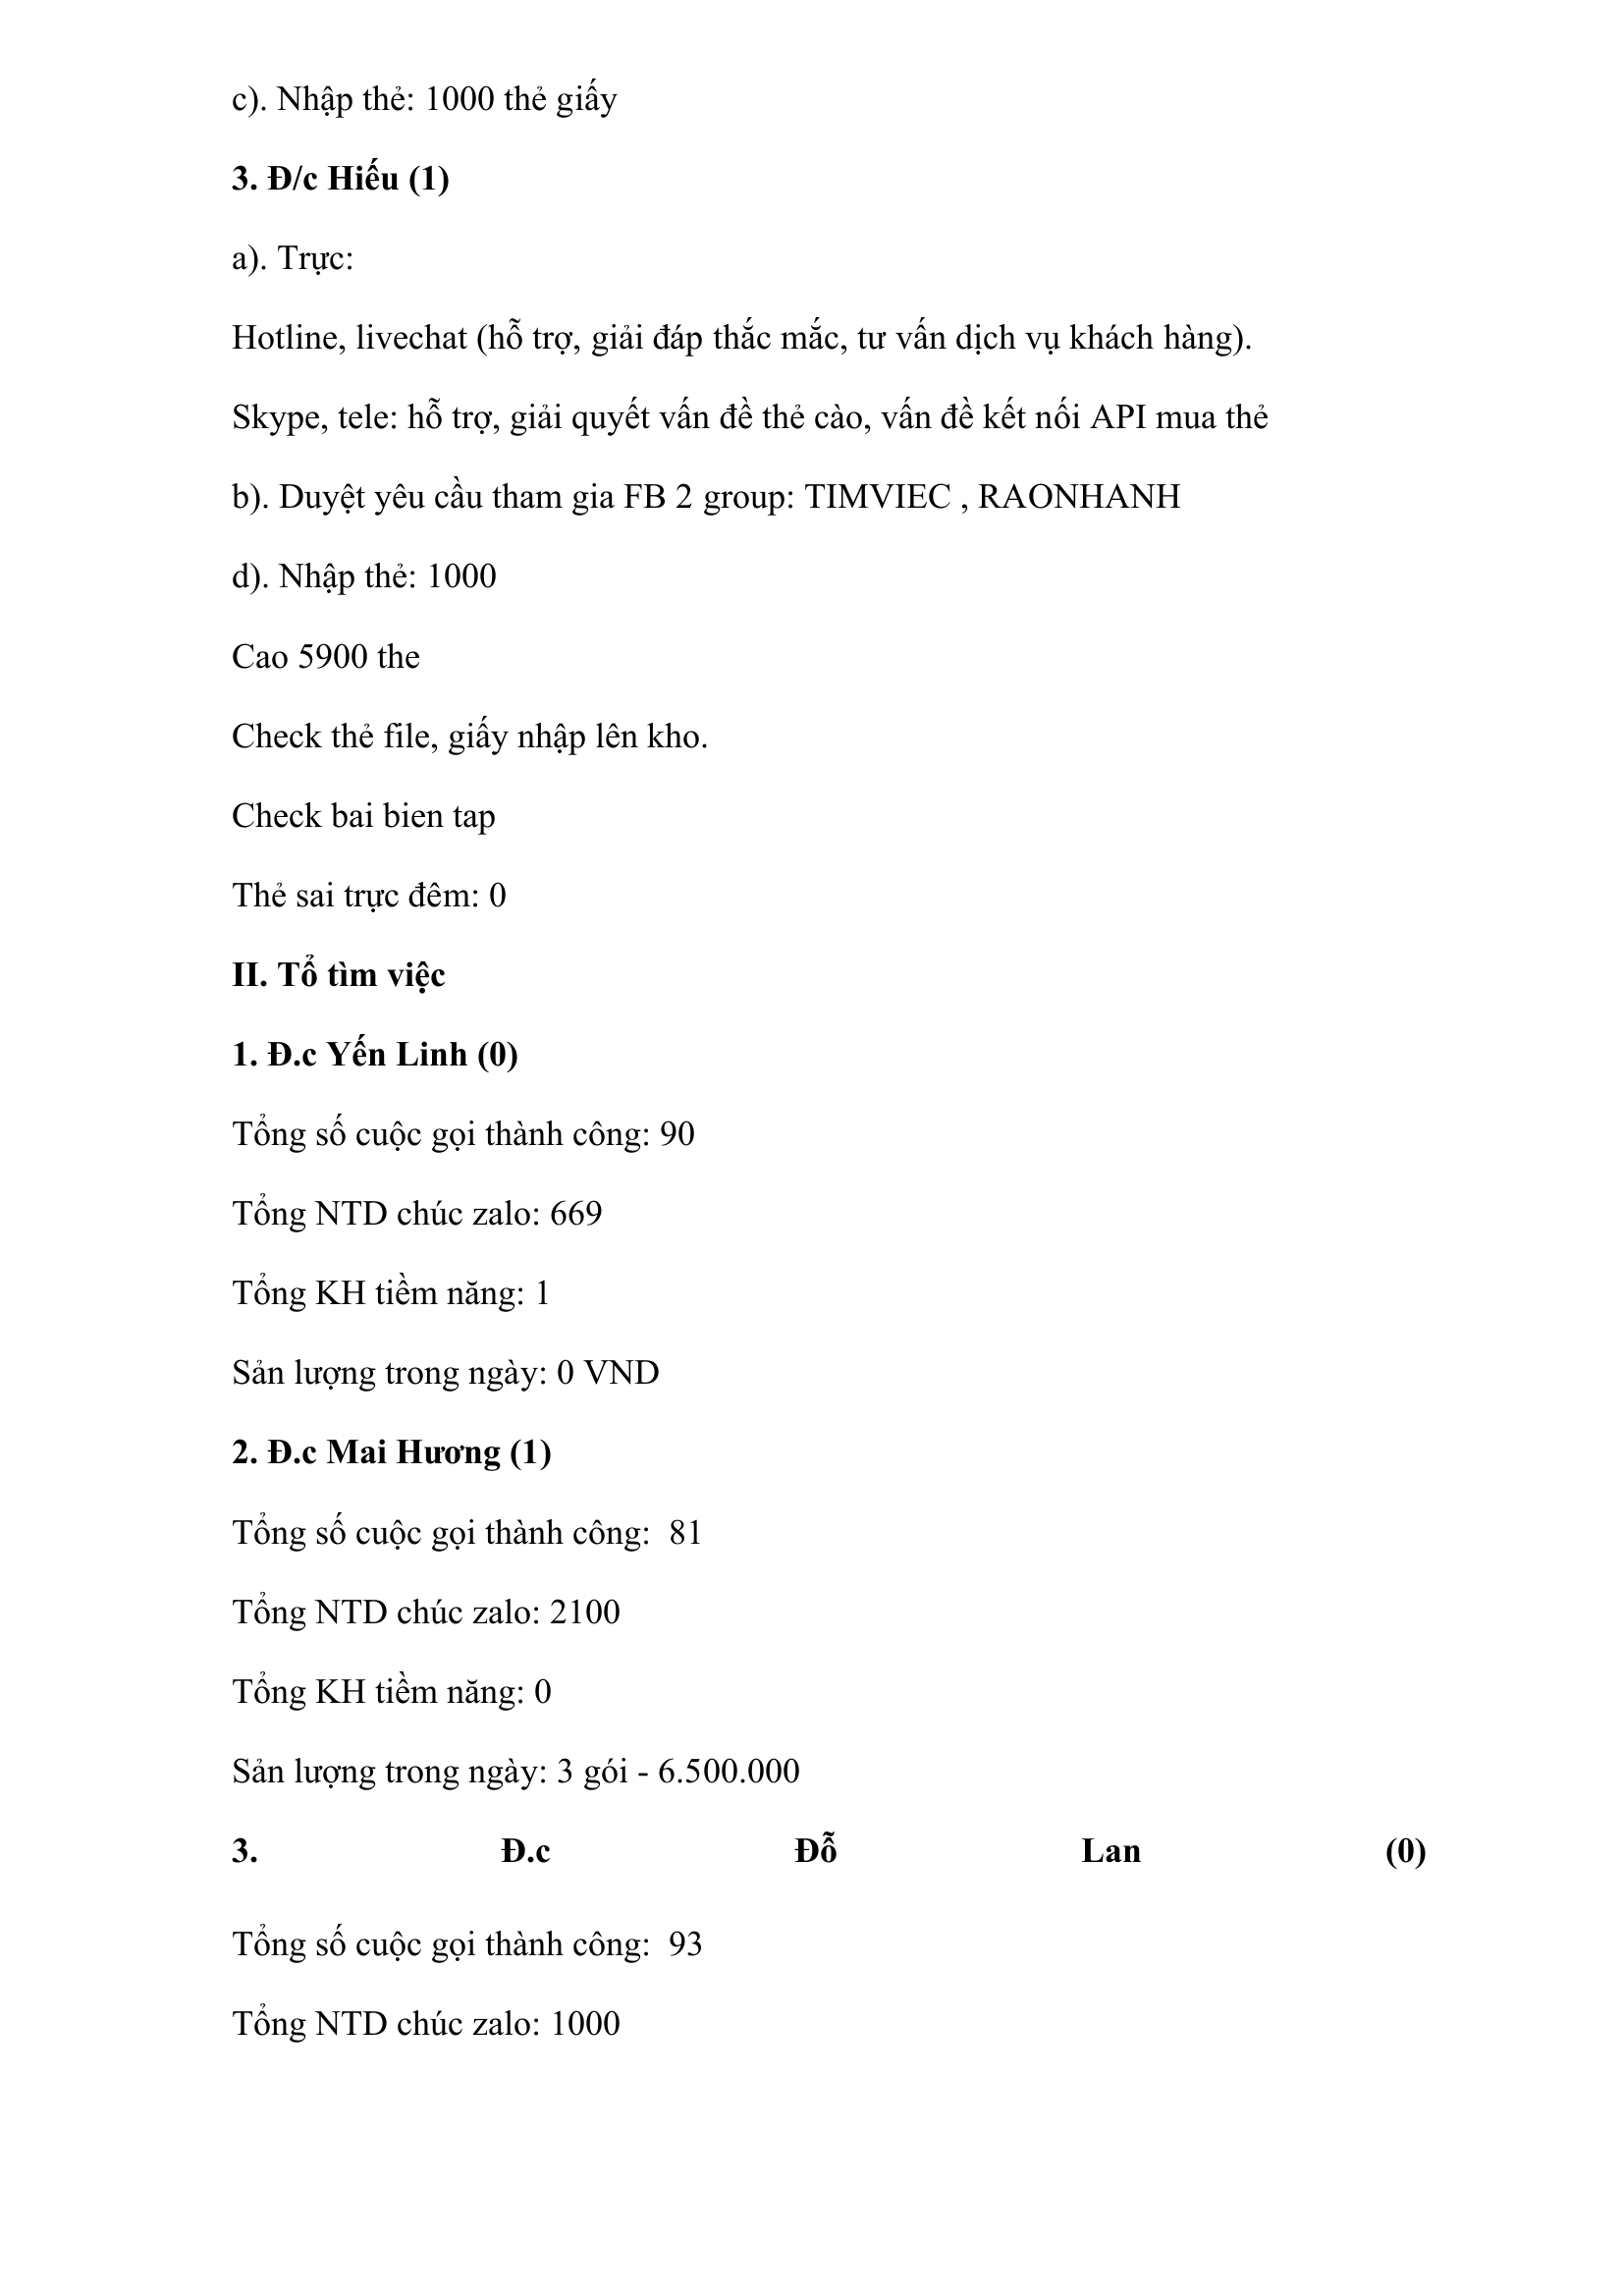 c). Nhập thẻ: 1000 thẻ giấy
3. Đ/c Hiếu (1)
a). Trực:
Hotline, livechat (hỗ trợ, giải đáp thắc mắc, tư vấn dịch vụ khách hàng).
Skype, tele: hỗ trợ, giải quyết vấn đề thẻ cào, vấn đề kết nối API mua thẻ
b). Duyệt yêu cầu tham gia FB 2 group: TIMVIEC , RAONHANH
d). Nhập thẻ: 1000
Cao 5900 the
Check thẻ file, giấy nhập lên kho.
Check bai bien tap
Thẻ sai trực đêm: 0
II. Tổ tìm việc
1. Đ.c Yến Linh (0)
Tổng số cuộc gọi thành công: 90
Tổng NTD chúc zalo: 669
Tổng KH tiềm năng: 1
Sản lượng trong ngày: 0 VND
2. Đ.c Mai Hương (1)
Tổng số cuộc gọi thành công:  81
Tổng NTD chúc zalo: 2100
Tổng KH tiềm năng: 0
Sản lượng trong ngày: 3 gói - 6.500.000
3. Đ.c Đỗ Lan (0)
Tổng số cuộc gọi thành công:  93
Tổng NTD chúc zalo: 1000